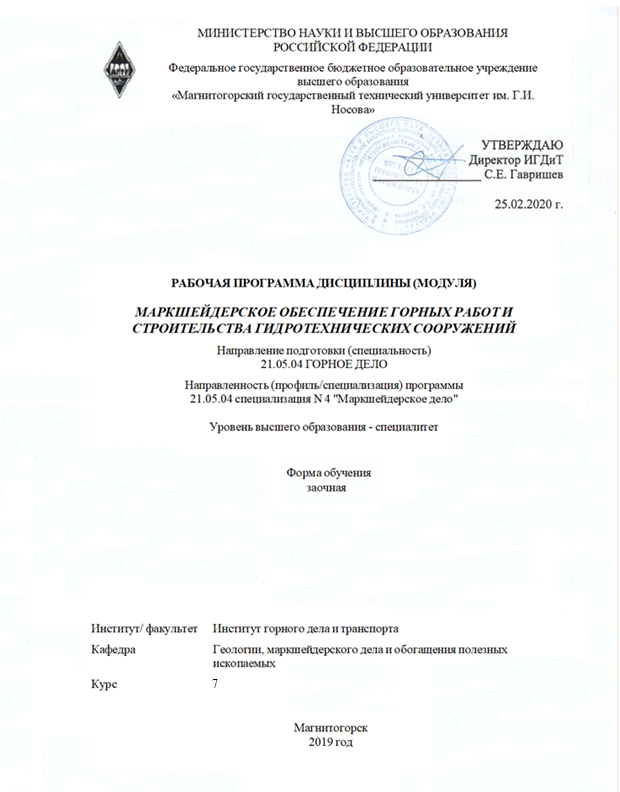 МИНИСТЕРСТВО НАУКИ И ВЫСШЕГО ОБРАЗОВАНИЯ
РОССИЙСКОЙ ФЕДЕРАЦИИ
Федеральное государственное бюджетное образовательное учреждение
высшего образования
«Магнитогорский государственный технический университет им. Г.И.
Носова»
УТВЕРЖДАЮ
Директор ИГДиТ
С.Е. Гавришев
25.02.2020 г.
РАБОЧАЯ ПРОГРАММА ДИСЦИПЛИНЫ (МОДУЛЯ)
МАРКШЕЙДЕРСКОЕ ОБЕСПЕЧЕНИЕ ГОРНЫХ РАБОТ И
СТРОИТЕЛЬСТВА ГИДРОТЕХНИЧЕСКИХ СООРУЖЕНИЙ
Направление подготовки (специальность)
21.05.04 ГОРНОЕ ДЕЛО
Направленность (профиль/специализация) программы
21.05.04 специализация N 4 "Маркшейдерское дело"
Уровень высшего образования - специалитет
Форма обучения
заочная
Институт/ факультет Институт горного дела и транспорта
Кафедра Геологии, маркшейдерского дела и обогащения полезных
ископаемых
Курс 7
Магнитогорск
2019 год